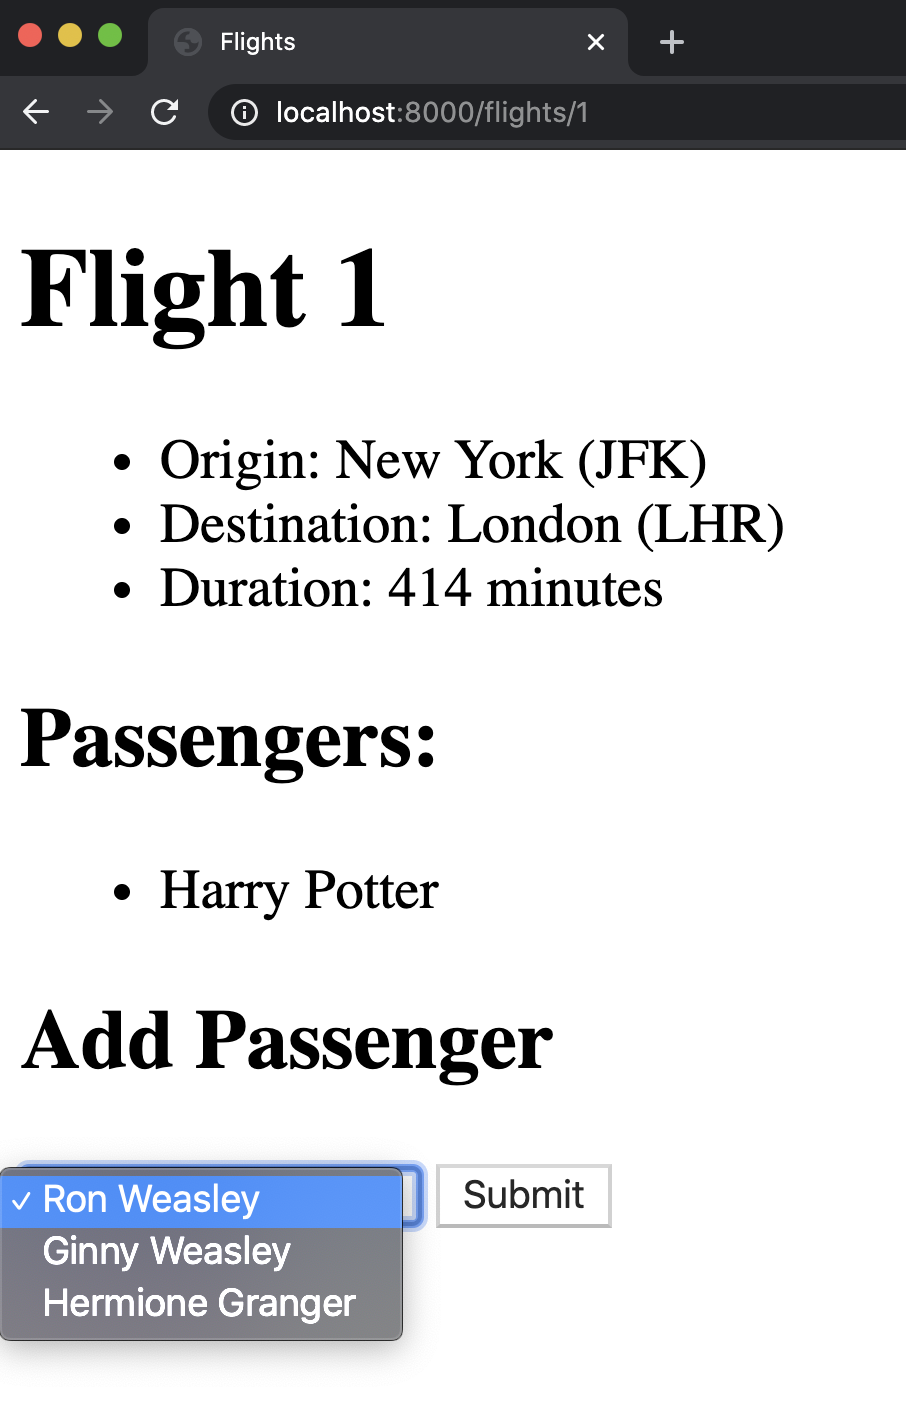 Flights
localhost:8000/flights/1
Flight 1
Origin: New York (JFK)
Destination: London (LHR)
Duration: 414 minutes
Passengers:
Harry Potter
Add Passenger
Ron Weasley
Submit
Ginny Weasley
Hermione Granger